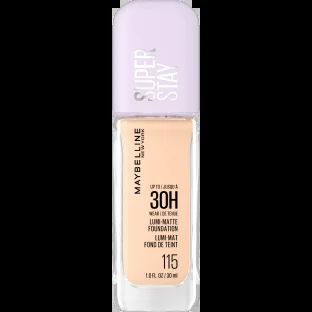 SUPER
STAY
MAYBELLINE
NEW YORK
UP TO / JUSQU'À
30H
WEAR / DE TENUE
LUMI-MATTE
FOUNDATION
LUMI-MAT
FOND DE TEINT
115
1.0 fl oz / 30 ml